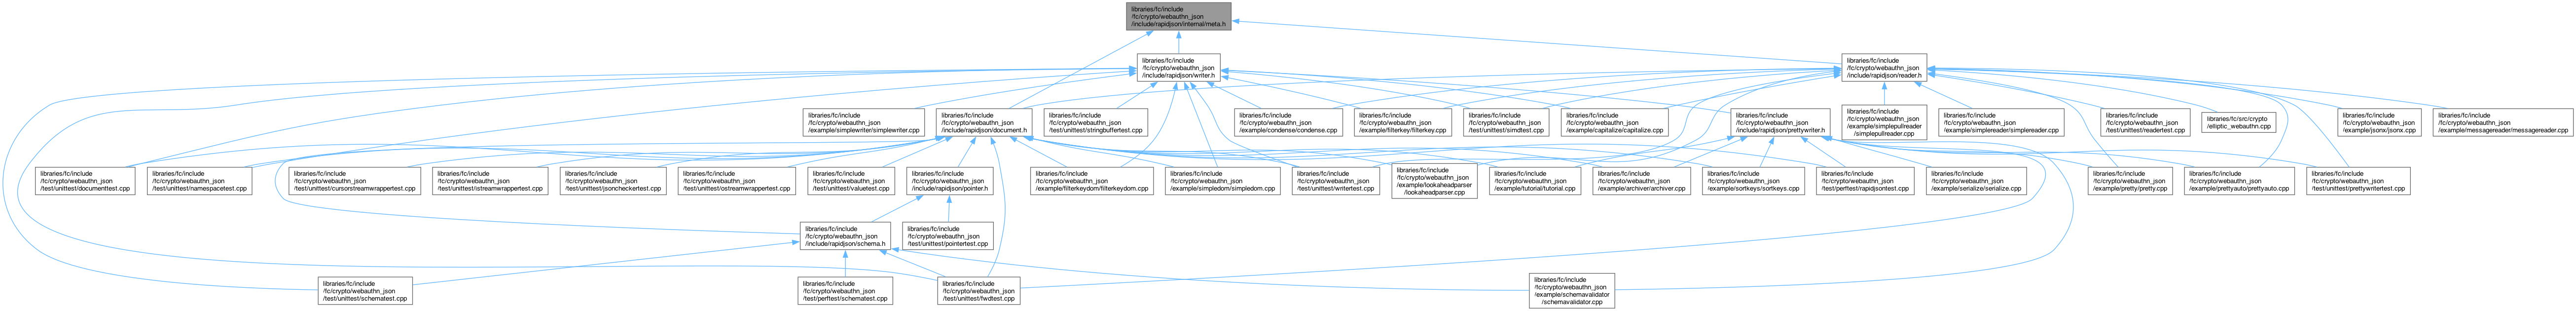 libraries/fc/include
/fc/crypto/webauthn_json
/include/rapidjson/internal/meta.h
libraries/fc/include
/fc/crypto/webauthn_json
/include/rapidjson/writer.h
libraries/fc/include
/fc/crypto/webauthn_json
/include/rapidjson/reader.h
libraries/fc/include
/fc/crypto/webauthn_json
/example/simplewriter/simplewriter.cpp
libraries/fc/include
/fc/crypto/webauthn_json
/include/rapidjson/document.h
libraries/fc/include
/fc/crypto/webauthn_json
/test/unittest/stringbuffertest.cpp
libraries/fc/include
/fc/crypto/webauthn_json
/example/condense/condense.cpp
libraries/fc/include
/fc/crypto/webauthn_json
/example/filterkey/filterkey.cpp
libraries/fc/include
/fc/crypto/webauthn_json
/test/unittest/simdtest.cpp
libraries/fc/include
/fc/crypto/webauthn_json
/example/capitalize/capitalize.cpp
libraries/fc/include
/fc/crypto/webauthn_json
/include/rapidjson/prettywriter.h
libraries/fc/include
/fc/crypto/webauthn_json
/example/simplepullreader
/simplepullreader.cpp
libraries/fc/include
/fc/crypto/webauthn_json
/example/simplereader/simplereader.cpp
libraries/fc/include
/fc/crypto/webauthn_json
/test/unittest/readertest.cpp
libraries/fc/src/crypto
/elliptic_webauthn.cpp
libraries/fc/include
/fc/crypto/webauthn_json
/example/jsonx/jsonx.cpp
libraries/fc/include
/fc/crypto/webauthn_json
/example/messagereader/messagereader.cpp
libraries/fc/include
/fc/crypto/webauthn_json
/test/unittest/documenttest.cpp
libraries/fc/include
/fc/crypto/webauthn_json
/test/unittest/namespacetest.cpp
libraries/fc/include
/fc/crypto/webauthn_json
/test/unittest/cursorstreamwrappertest.cpp
libraries/fc/include
/fc/crypto/webauthn_json
/test/unittest/istreamwrappertest.cpp
libraries/fc/include
/fc/crypto/webauthn_json
/test/unittest/jsoncheckertest.cpp
libraries/fc/include
/fc/crypto/webauthn_json
/test/unittest/ostreamwrappertest.cpp
libraries/fc/include
/fc/crypto/webauthn_json
/test/unittest/valuetest.cpp
libraries/fc/include
/fc/crypto/webauthn_json
/include/rapidjson/pointer.h
libraries/fc/include
/fc/crypto/webauthn_json
/example/filterkeydom/filterkeydom.cpp
libraries/fc/include
/fc/crypto/webauthn_json
/example/simpledom/simpledom.cpp
libraries/fc/include
/fc/crypto/webauthn_json
/test/unittest/writertest.cpp
libraries/fc/include
/fc/crypto/webauthn_json
/example/lookaheadparser
/lookaheadparser.cpp
libraries/fc/include
/fc/crypto/webauthn_json
/example/tutorial/tutorial.cpp
libraries/fc/include
/fc/crypto/webauthn_json
/example/archiver/archiver.cpp
libraries/fc/include
/fc/crypto/webauthn_json
/example/sortkeys/sortkeys.cpp
libraries/fc/include
/fc/crypto/webauthn_json
/test/perftest/rapidjsontest.cpp
libraries/fc/include
/fc/crypto/webauthn_json
/example/serialize/serialize.cpp
libraries/fc/include
/fc/crypto/webauthn_json
/example/pretty/pretty.cpp
libraries/fc/include
/fc/crypto/webauthn_json
/example/prettyauto/prettyauto.cpp
libraries/fc/include
/fc/crypto/webauthn_json
/test/unittest/prettywritertest.cpp
libraries/fc/include
/fc/crypto/webauthn_json
/include/rapidjson/schema.h
libraries/fc/include
/fc/crypto/webauthn_json
/test/unittest/pointertest.cpp
libraries/fc/include
/fc/crypto/webauthn_json
/test/unittest/schematest.cpp
libraries/fc/include
/fc/crypto/webauthn_json
/test/perftest/schematest.cpp
libraries/fc/include
/fc/crypto/webauthn_json
/test/unittest/fwdtest.cpp
libraries/fc/include
/fc/crypto/webauthn_json
/example/schemavalidator
/schemavalidator.cpp